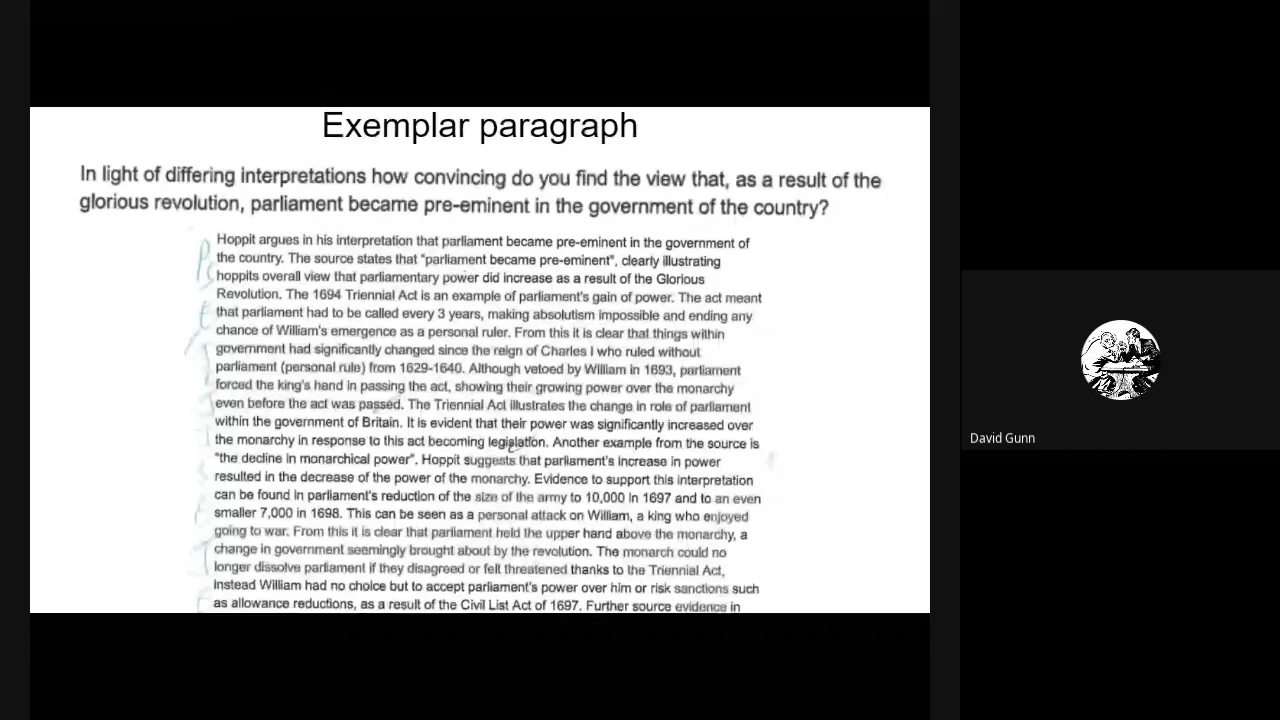 Exemplar paragraph
In light of differing interpretations how convincing do you find the view that, as a result of the
glorious revolution, parliament became pre-eminent in the government of the country?
Hoppit argues in his interpretation that parliament became pre-eminent in the government of
the country. The source states that "parliament became pre-eminent", clearly illustrating
hoppits overall view that parliamentary power did increase as a result of the Glorious
Revolution. The 1694 Triennial Act is an example of parliament's gain of power. The act meant
that parliament had to be called every 3 years, making absolutism impossible and ending any
chance of William's emergence as a personal ruler. From this it is clear that things within
government had significantly changed since the reign of Charles I who ruled without
parliament (personal rule) from 1629-1640. Although vetoed by William in 1693, parliament
forced the king's hand in passing the act, showing their growing power over the monarchy
even before the act was passed. The Triennial Act illustrates the change in role of parliament
within the government of Britain. It is evident that their power was significantly increased over
the monarchy in response to this act becoming legislation. Another example from the source is
"the decline in monarchical power". Hoppit suggests that parliament's increase in power
resulted in the decrease of the power of the monarchy. Evidence to support this interpretation
can be found in parliament's reduction of the size of the army to 10,000 in 1697 and to an even
smaller 7,000 in 1698. This can be seen as a personal attack on William, a king who enjoyed
going to war. From this it is clear that parliament held the upper hand above the monarchy, a
change in government seemingly brought about by the revolution. The monarch could no
longer dissolve parliament if they disagreed or felt threatened thanks to the Triennial Act,
instead William had no choice but to accept parliament's power over him or risk sanctions such
as allowance reductions, as a result of the Civil List Act of 1697. Further source evidence in
David Gunn